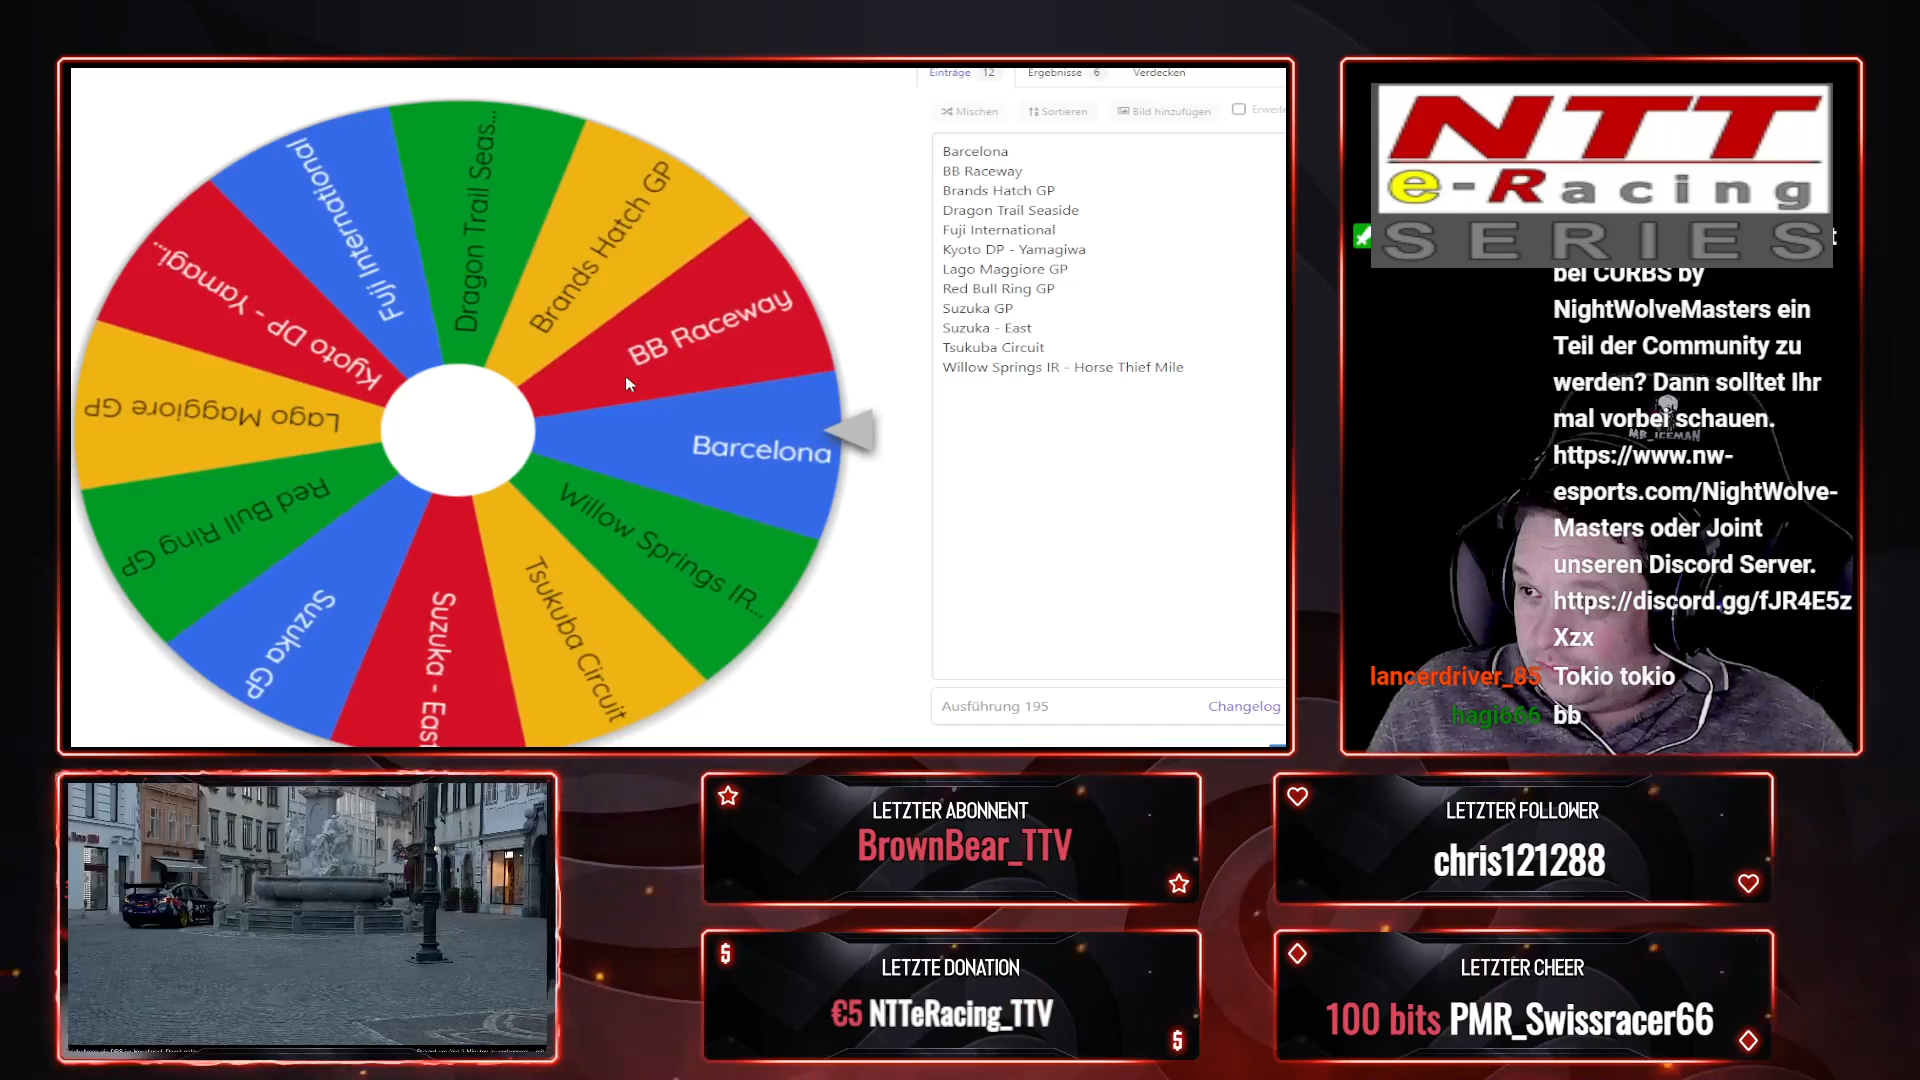 Einträge 12
Ergebnisse 6
Verdecken
Mischen
Sortieren
Bild hinzufügen
Barcelona
BB Raceway
Brands Hatch GP
Dragon Trail Seaside
Fuji International
Kyoto DP - Yamagiwa
Lago Maggiore GP
Red Bull Ring GP
Suzuka GP
Suzuka - East
Tsukuba Circuit
Willow Springs IR - Horse Thief Mile
Ausführung 195
Changelog
Dragon Trail Seas...
Brands Hatch GP
BB Raceway
Barcelona
Willow Springs IR...
Tsukuba Circuit
Suzuka - East
Suzuka GP
Red Bull Ring GP
Lago Maggiore GP
Kyoto DP - Yamagi...
Fuji International
NTT
e-Racing
SERIES
bei CURBS by
NightWolveMasters ein
Teil der Community zu
werden? Dann solltet Ihr
mal vorbei schauen.
MR_ICEMAN
https://www.nw-
esports.com/NightWolve-
Masters oder Joint
unseren Discord Server.
https://discord.gg/fJR4E5z
Xzx
lancerdriver_85 Tokio tokio
hagi666 bb
LETZTER ABONNENT
BrownBear_TTV
LETZTER FOLLOWER
chris121288
LETZTE DONATION
€5 NTTeRacing_TTV
LETZTER CHEER
100 bits PMR_Swissracer66